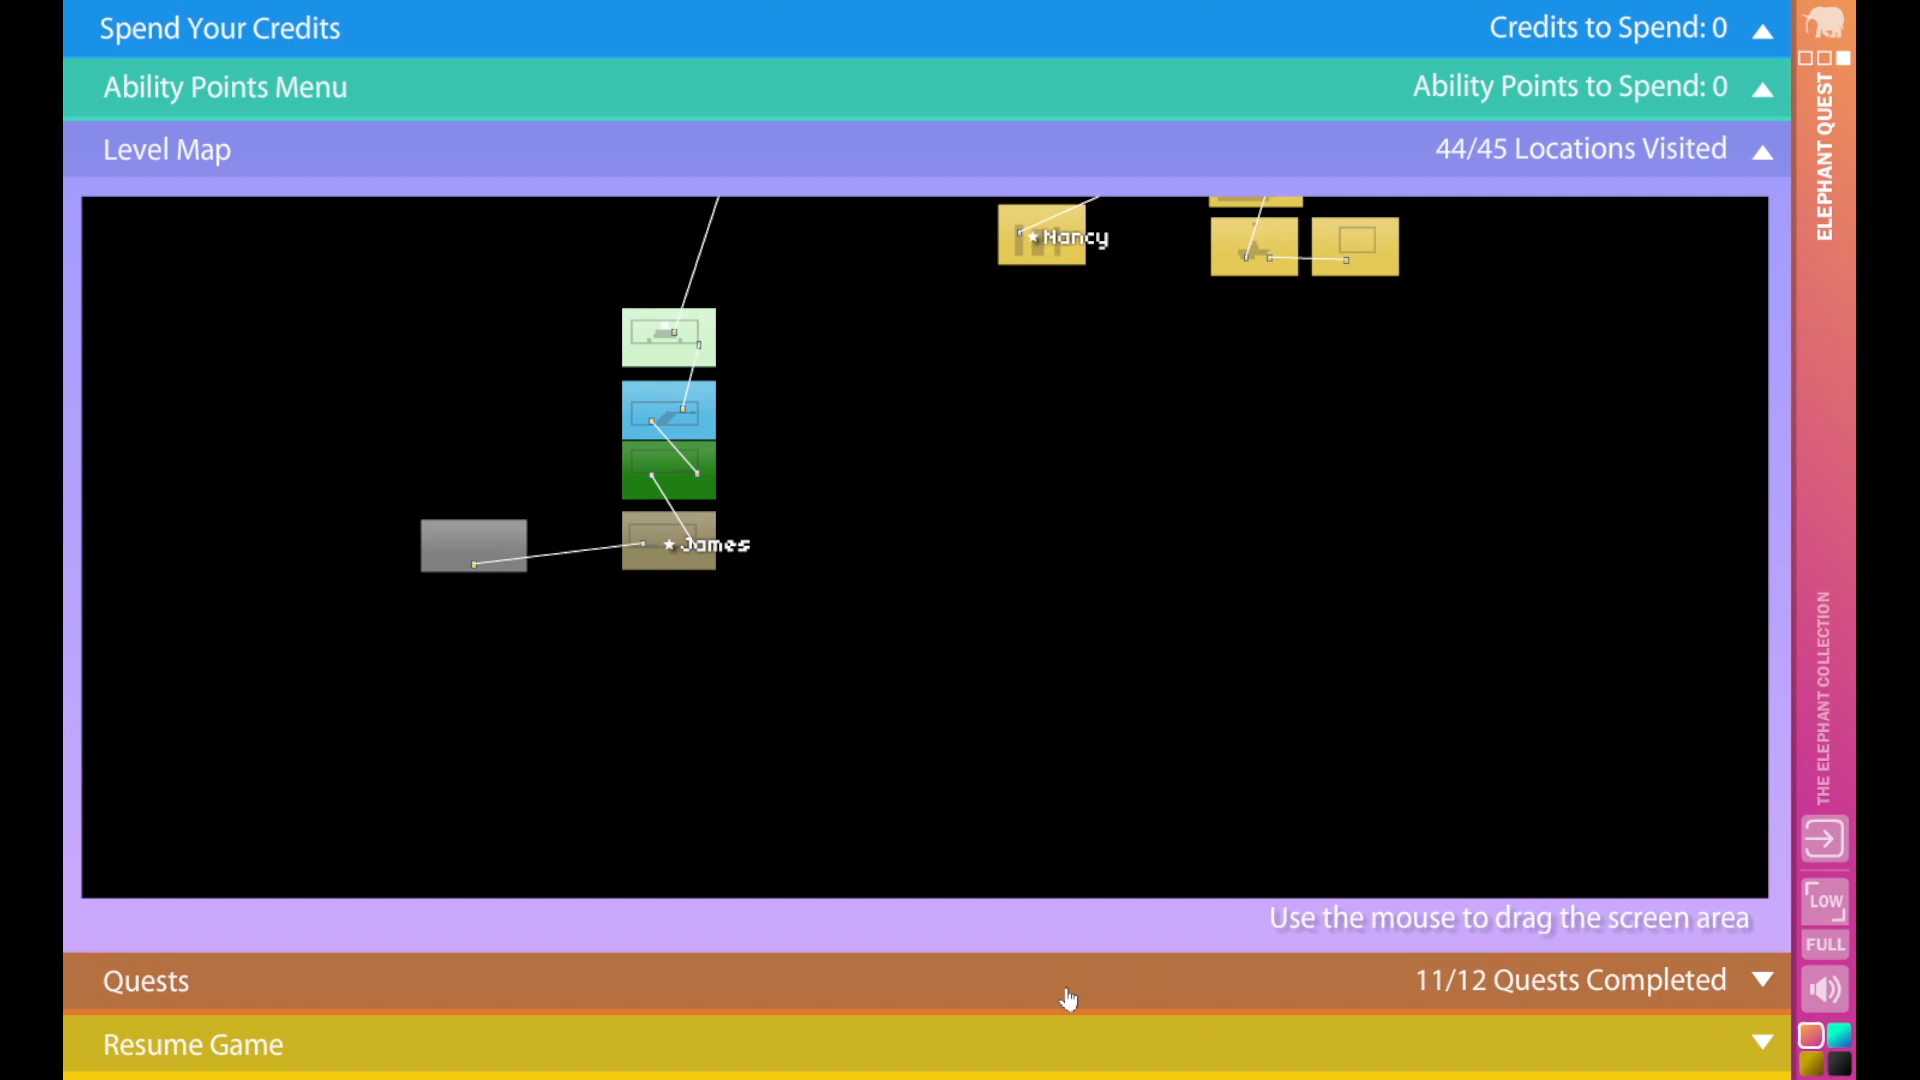 Spend Your Credits
Credits to Spend: 0
Ability Points Menu
Ability Points to Spend: 0
Level Map
44/45 Locations Visited
Nancy
James
Use the mouse to drag the screen area
Quests
11/12 Quests Completed
Resume Game
ELEPHANT QUEST
THE ELEPHANT COLLECTION
LOW
FULL